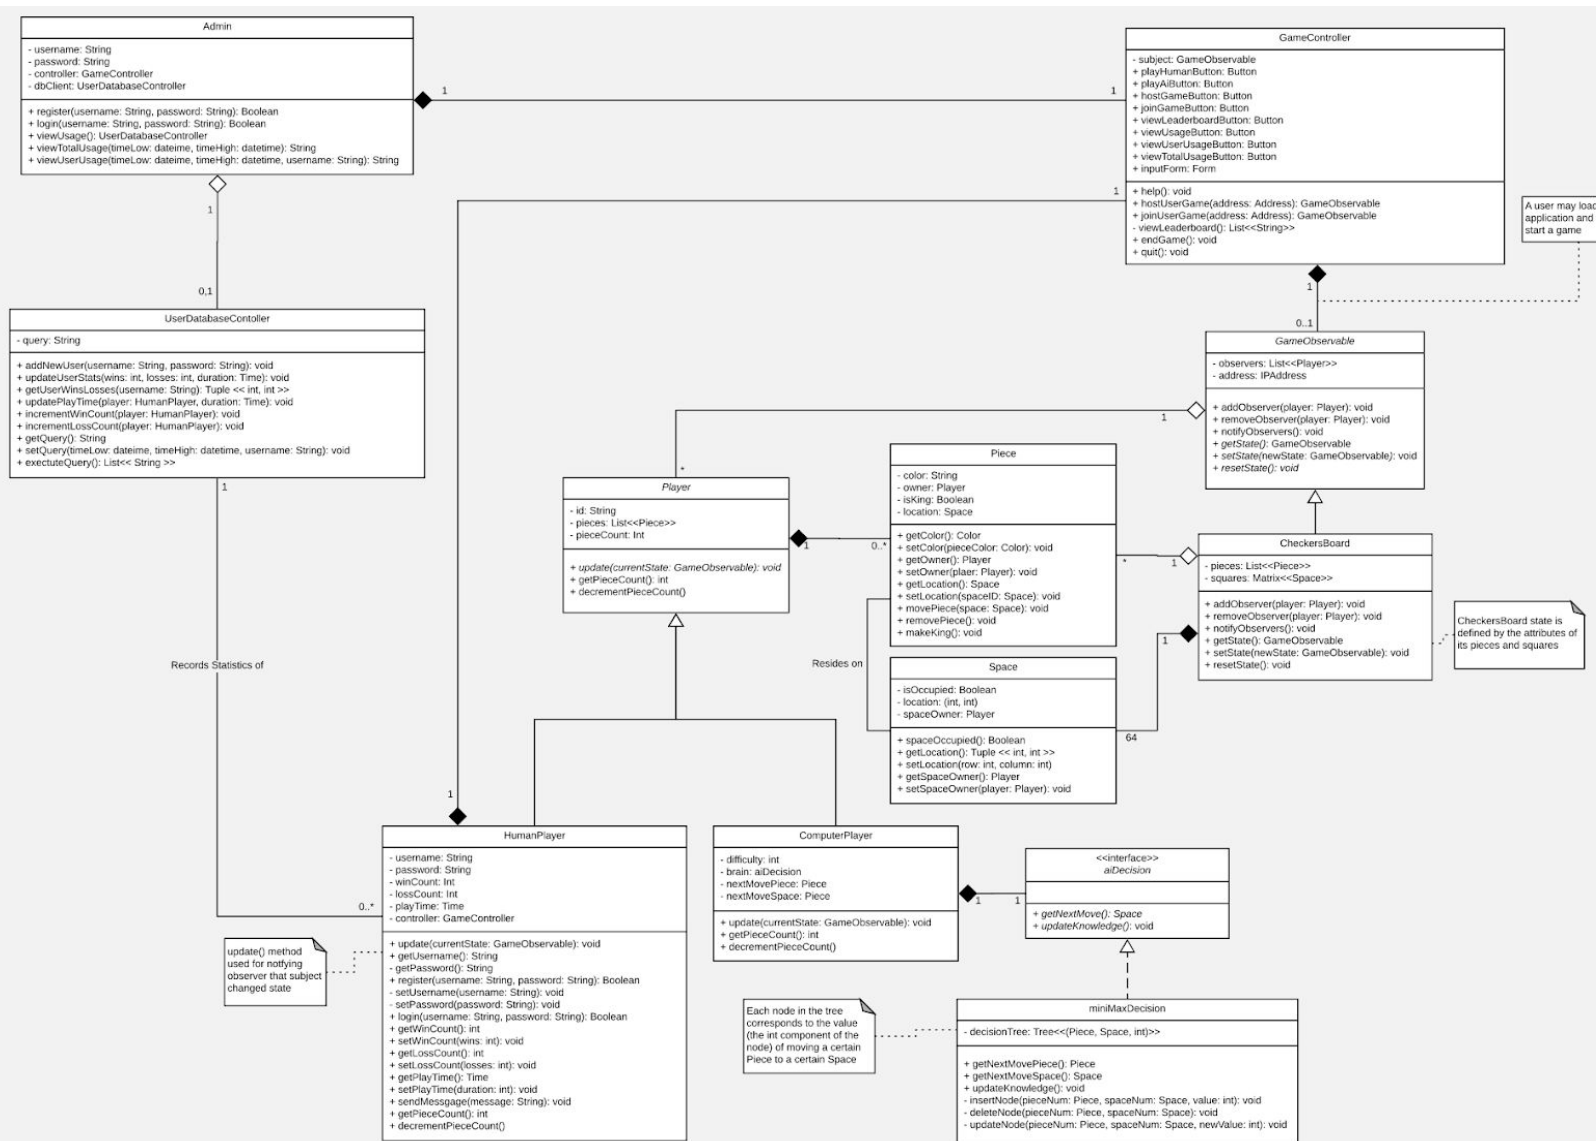 Admin
- username: String
- password: String
- controller: GameController
- dbClient: UserDatabaseController
+ register(username: String, password: String): Boolean
+ login(username: String, password: String): Boolean
+ viewUsage(): UserDatabaseController
+ viewTotalUsage(timeLow: dateime, timeHigh: datetime): String
+ viewUserUsage(timeLow: dateime, timeHigh: datetime, username: String): String
1
1
GameController
- subject: GameObservable
+ playHumanButton: Button
+ playAiButton: Button
+ hostGameButton: Button
+ joinGameButton: Button
+ viewLeaderboardButton: Button
+ viewUsageButton: Button
+ viewUserUsageButton: Button
+ viewTotalUsageButton: Button
+ inputForm: Form
+ help(): void
+ hostUserGame(address: Address): GameObservable
+ joinUserGame(address: Address): GameObservable
- viewLeaderboard(): List<<String>>
+ endGame(): void
+ quit(): void
1
A user may load
application and
start a game
1
0,1
1
0..1
UserDatabaseContoller
- query: String
+ addNewUser(username: String, password: String): void
+ updateUserStats(wins: int, losses: int, duration: Time): void
+ getUserWinsLosses(username: String): Tuple << int, int >>
+ updatePlayTime(player: HumanPlayer, duration: Time): void
+ incrementWinCount(player: HumanPlayer): void
+ incrementLossCount(player: HumanPlayer): void
+ getQuery(): String
+ setQuery(timeLow: dateime, timeHigh: datetime, username: String): void
+ exectuteQuery(): List<< String >>
1
GameObservable
- observers: List<<Player>>
- address: IPAddress
+ addObserver(player: Player): void
+ removeObserver(player: Player): void
+ notifyObservers(): void
+ getState(): GameObservable
+ setState(newState: GameObservable): void
+ resetState(): void
1
*
Player
- id: String
- pieces: List<<Piece>>
- pieceCount: Int
+ update(currentState: GameObservable): void
+ getPieceCount(): int
+ decrementPieceCount()
1
0..*
Piece
- color: String
- owner: Player
- isKing: Boolean
- location: Space
+ getColor(): Color
+ setColor(pieceColor: Color): void
+ getOwner(): Player
+ setOwner(plaer: Player): void
+ getLocation(): Space
+ setLocation(spaceID: Space): void
+ movePiece(space: Space): void
+ removePiece(): void
+ makeKing(): void
*
1
CheckersBoard
- pieces: List<<Piece>>
- squares: Matrix<<Space>>
+ addObserver(player: Player): void
+ removeObserver(player: Player): void
+ notifyObservers(): void
+ getState(): GameObservable
+ setState(newState: GameObservable): void
+ resetState(): void
1
CheckersBoard state is
defined by the attributes of
its pieces and squares
Records Statistics of
Resides on
Space
- isOccupied: Boolean
- location: (int, int)
- spaceOwner: Player
+ spaceOccupied(): Boolean
+ getLocation(): Tuple << int, int >>
+ setLocation(row: int, column: int)
+ getSpaceOwner(): Player
+ setSpaceOwner(player: Player): void
64
1
0..*
HumanPlayer
- username: String
- password: String
- winCount: Int
- lossCount: Int
- playTime: Time
- controller: GameController
+ update(currentState: GameObservable): void
+ getUsername(): String
- getPassword(): String
+ register(username: String, password: String): Boolean
- setUsername(username: String): void
- setPassword(password: String): void
+ login(username: String, password: String): Boolean
+ getWinCount(): int
+ setWinCount(wins: int): void
+ getLossCount(): int
+ setLossCount(losses: int): void
+ getPlayTime(): Time
+ setPlayTime(duration: int): void
+ sendMessgage(message: String): void
+ getPieceCount(): int
+ decrementPieceCount()
update() method
used for notfying
observer that subject
changed state
ComputerPlayer
- difficulty: int
- brain: aiDecision
- nextMovePiece: Piece
- nextMoveSpace: Piece
+ update(currentState: GameObservable): void
+ getPieceCount(): int
+ decrementPieceCount()
1
1
<<interface>>
aiDecision
+ getNextMove(): Space
+ updateKnowledge(): void
Each node in the tree
corresponds to the value
(the int component of the
node) of moving a certain
Piece to a certain Space
miniMaxDecision
- decisionTree: Tree<<(Piece, Space, int)>>
+ getNextMovePiece(): Piece
+ getNextMoveSpace(): Space
+ updateKnowledge(): void
- insertNode(pieceNum: Piece, spaceNum: Space, value: int): void
- deleteNode(pieceNum: Piece, spaceNum: Space): void
- updateNode(pieceNum: Piece, spaceNum: Space, newValue: int): void